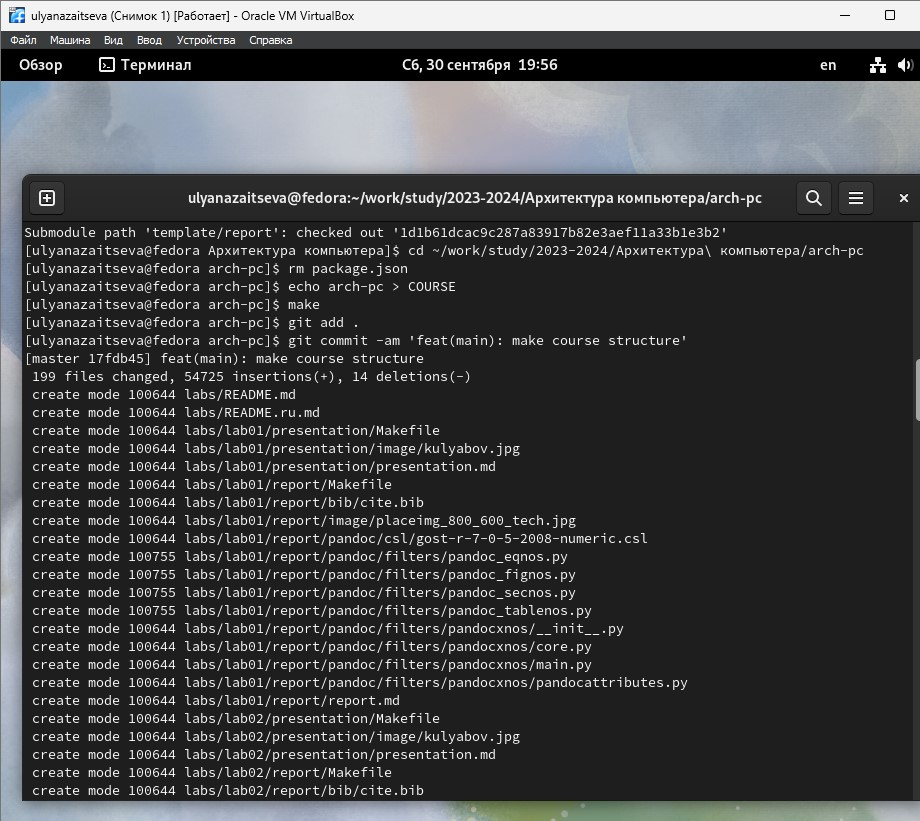 ulyanazaitseva (Снимок 1) [Работает] - Oracle VM VirtualBox
Файл Машина Вид Ввод Устройства Справка
Обзор Терминал Сб, 30 сентября 19:56 en
ulyanazaitseva@fedora:~/work/study/2023-2024/Архитектура компьютера/arch-pc
Submodule path 'template/report': checked out '1d1b61dcac9c287a83917b82e3aef11a33b1e3b2'
[ulyanazaitseva@fedora Архитектура компьютера]$ cd ~/work/study/2023-2024/Архитектура\ компьютера/arch-pc
[ulyanazaitseva@fedora arch-pc]$ rm package.json
[ulyanazaitseva@fedora arch-pc]$ echo arch-pc > COURSE
[ulyanazaitseva@fedora arch-pc]$ make
[ulyanazaitseva@fedora arch-pc]$ git add .
[ulyanazaitseva@fedora arch-pc]$ git commit -am 'feat(main): make course structure'
[master 17fdb45] feat(main): make course structure
199 files changed, 54725 insertions(+), 14 deletions(-)
create mode 100644 labs/README.md
create mode 100644 labs/README.ru.md
create mode 100644 labs/lab01/presentation/Makefile
create mode 100644 labs/lab01/presentation/image/kulyabov.jpg
create mode 100644 labs/lab01/presentation/presentation.md
create mode 100644 labs/lab01/report/Makefile
create mode 100644 labs/lab01/report/bib/cite.bib
create mode 100644 labs/lab01/report/image/placeimg_800_600_tech.jpg
create mode 100644 labs/lab01/report/pandoc/csl/gost-r-7-0-5-2008-numeric.csl
create mode 100755 labs/lab01/report/pandoc/filters/pandoc_eqnos.py
create mode 100755 labs/lab01/report/pandoc/filters/pandoc_fignos.py
create mode 100755 labs/lab01/report/pandoc/filters/pandoc_secnos.py
create mode 100755 labs/lab01/report/pandoc/filters/pandoc_tablenos.py
create mode 100644 labs/lab01/report/pandoc/filters/pandocxnos/__init__.py
create mode 100644 labs/lab01/report/pandoc/filters/pandocxnos/core.py
create mode 100644 labs/lab01/report/pandoc/filters/pandocxnos/main.py
create mode 100644 labs/lab01/report/pandoc/filters/pandocxnos/pandocattributes.py
create mode 100644 labs/lab01/report/report.md
create mode 100644 labs/lab02/presentation/Makefile
create mode 100644 labs/lab02/presentation/image/kulyabov.jpg
create mode 100644 labs/lab02/presentation/presentation.md
create mode 100644 labs/lab02/report/Makefile
create mode 100644 labs/lab02/report/bib/cite.bib